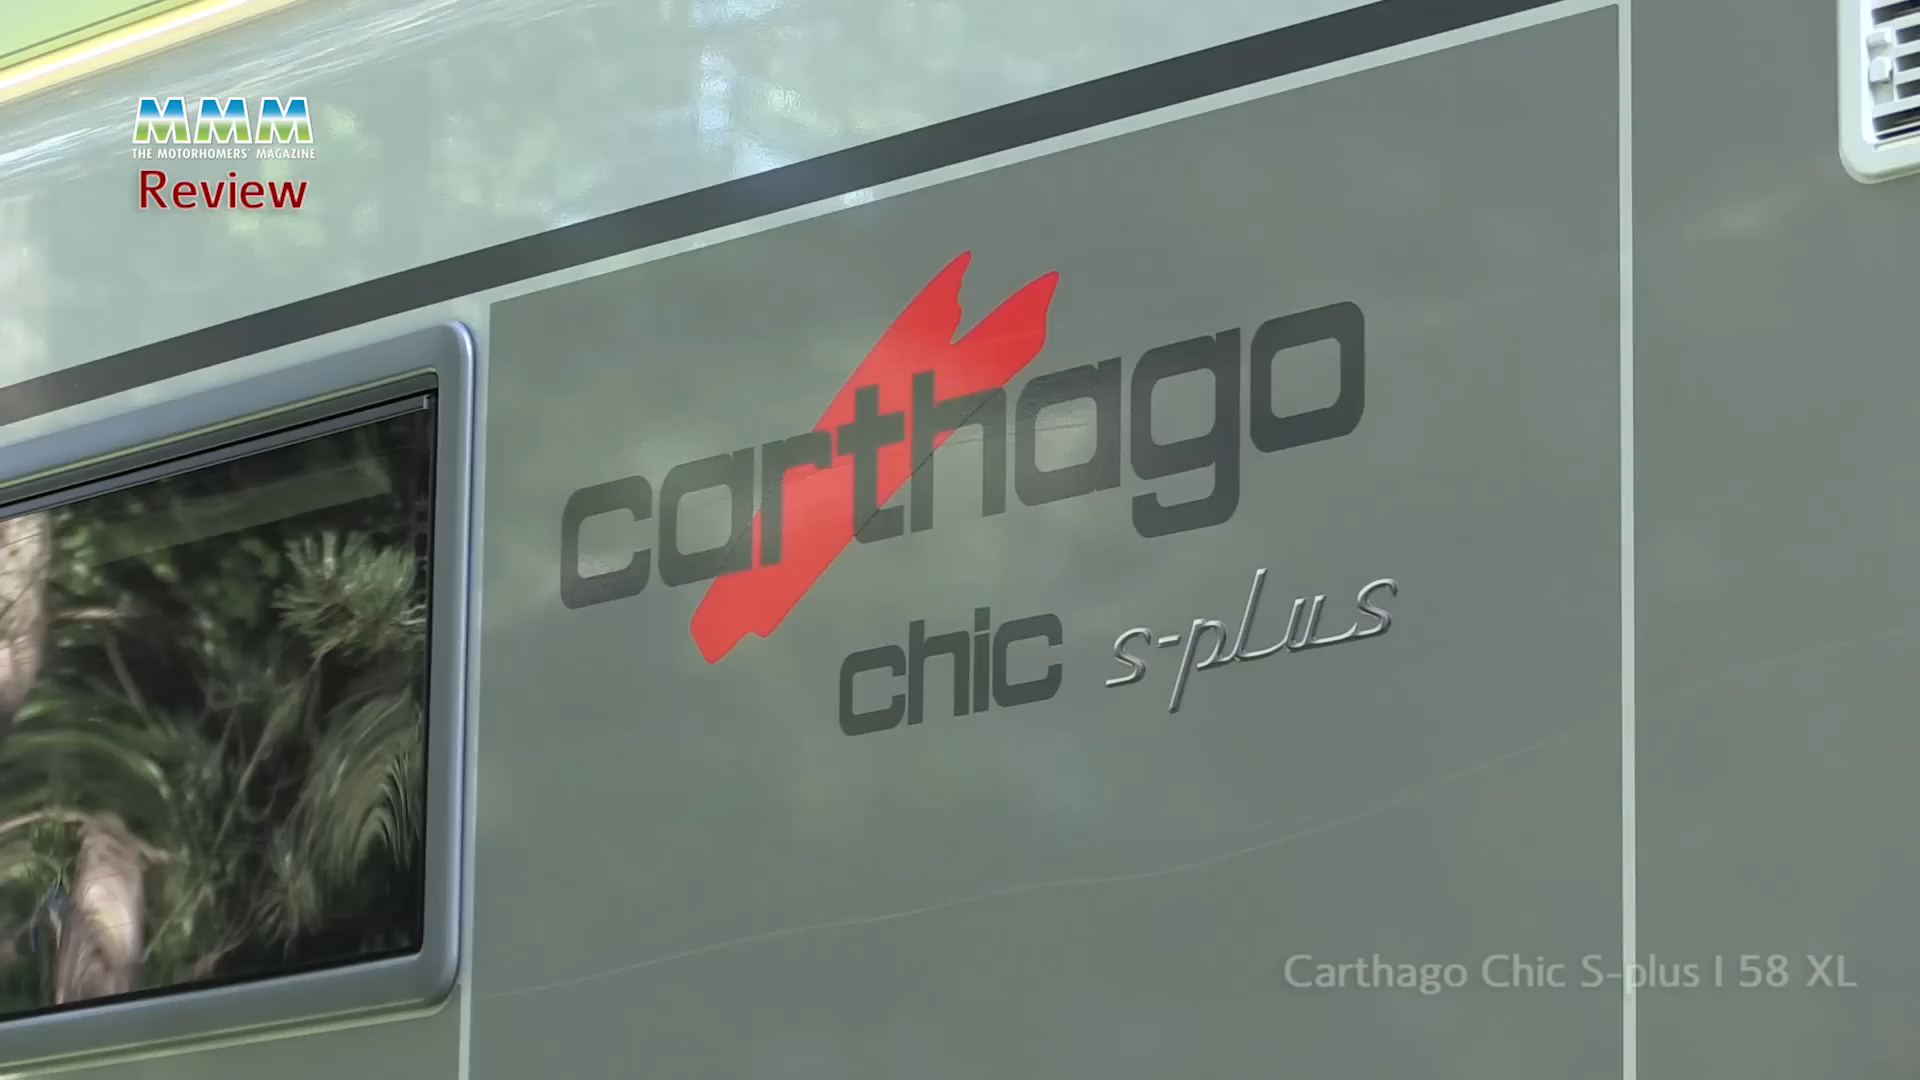 MMM
THE MOTORHOMERS' MAGAZINE
Review
carthago
chic s-plus
Carthago Chic S-plus I 58 XL